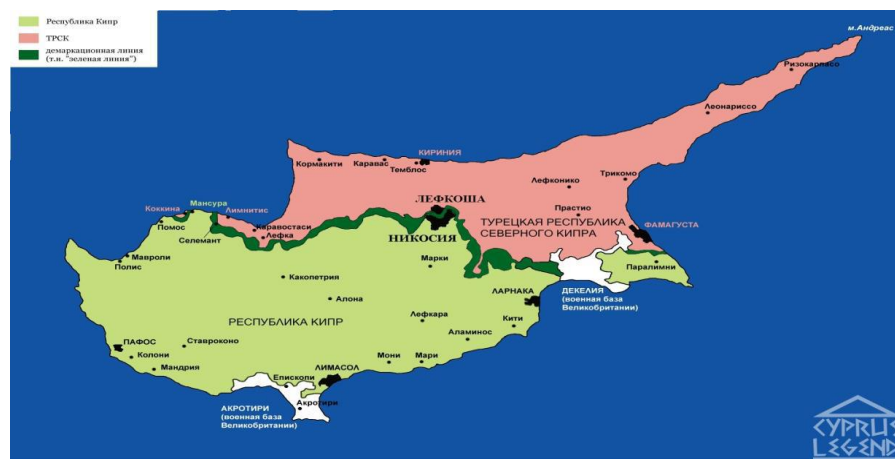 Республика Кипр
ТРСК
демаркационная линия
(т.н. "зеленая линия")
м.Андреас
Ризокарпасо
Леонариссо
КИРИНИЯ
Кормакити
Каравас
Темблос
Трикомо
Лефконико
Мансура
ЛЕФКОША
Коккина
Лимнитис
Прастио
Помос
Каравостаси
ТУРЕЦКАЯ РЕСПУБЛИКА
СЕВЕРНОГО КИПРА
ФАМАГУСТА
Селемант
Лефка
НИКОСИЯ
Мавроли
Полис
Марки
Паралимни
Какопетрия
ДЕКЕЛИЯ
(военная база
Великобритании)
ЛАРНАКА
Алона
РЕСПУБЛИКА КИПР
Лефкара
Кити
ПАФОС
Ставроконо
Аламинос
Колони
Мони
Мари
Мандрия
ЛИМАСОЛ
Епископи
АКРОТИРИ
(военная база
Великобритании)
Акротири
CYPRUS
LEGEND